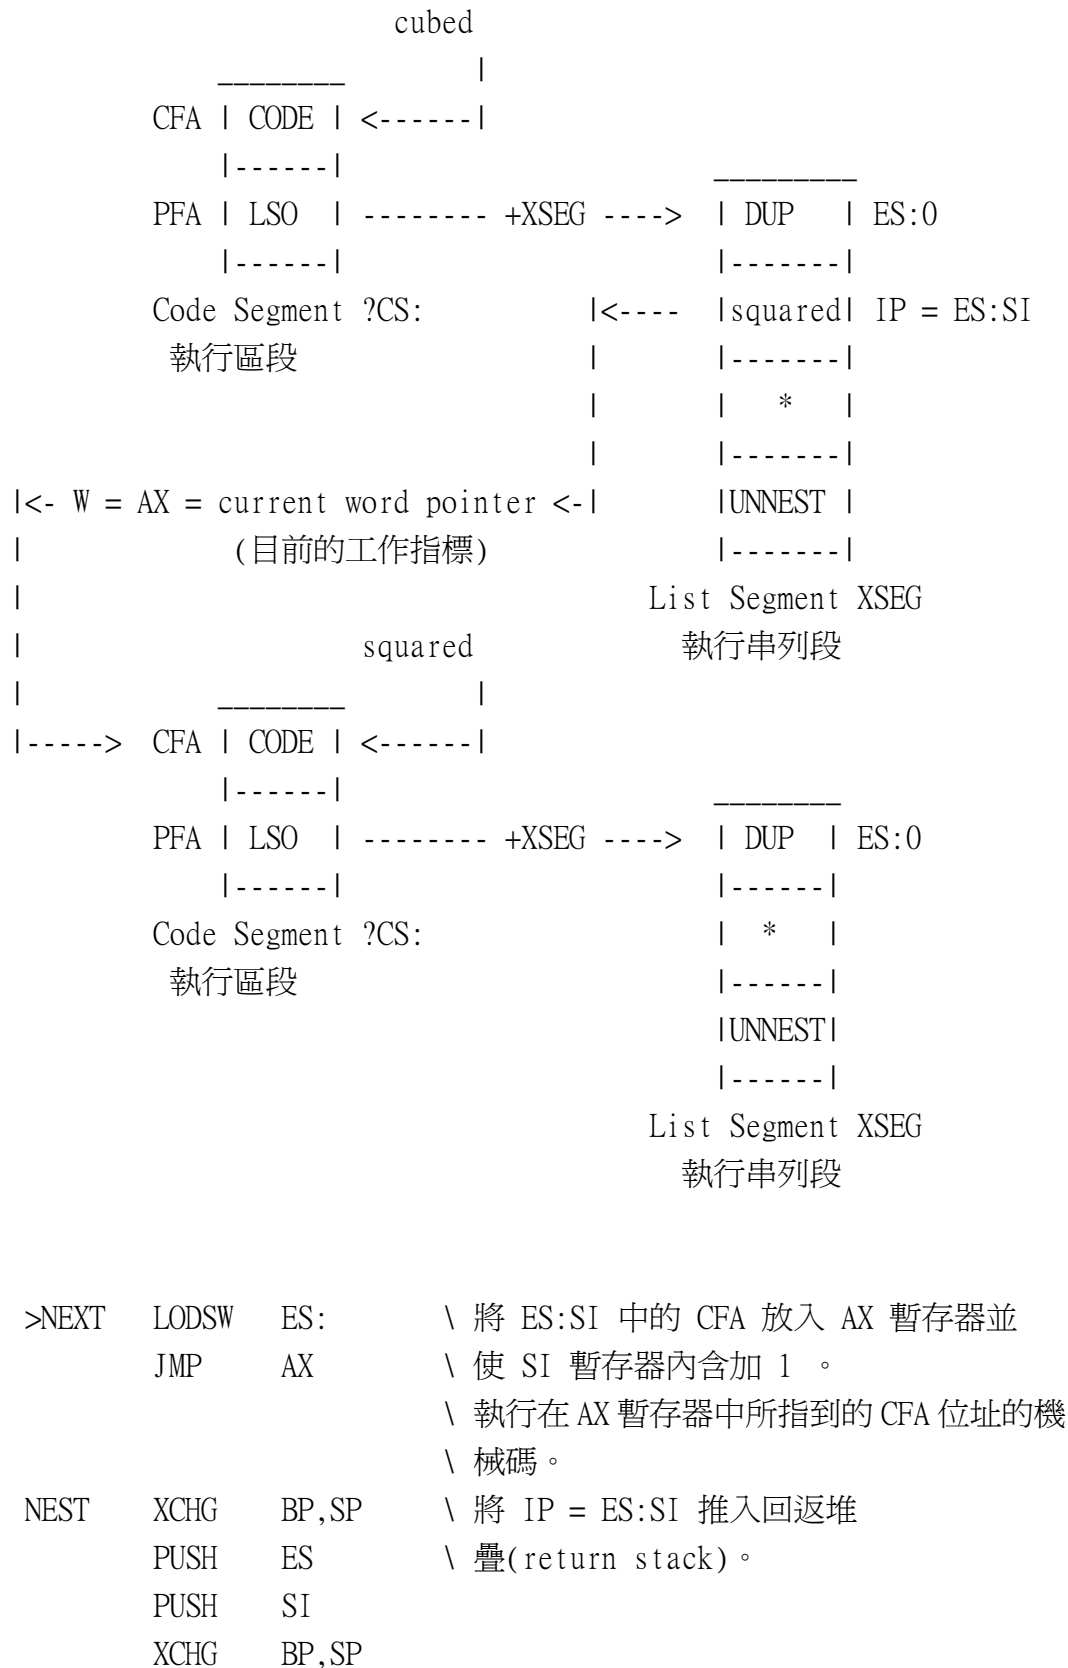 cubed
________ |
CFA | CODE | <------|
|------| _________
PFA | LSO | -------- +XSEG ----> | DUP | ES:0
|------| |-------|
Code Segment ?CS: |<---- |squared| IP = ES:SI
執行區段 | |-------|
| | * |
| |-------|
|<- W = AX = current word pointer <-| |UNNEST |
| (目前的工作指標) |-------|
| List Segment XSEG
| squared 執行串列段
| ________ |
|-----> CFA | CODE | <------|
|------| ________
PFA | LSO | -------- +XSEG ----> | DUP | ES:0
|------| |------|
Code Segment ?CS: | * |
執行區段 |------|
|UNNEST|
|------|
List Segment XSEG
執行串列段
>NEXT LODSW ES: \ 將 ES:SI 中的 CFA 放入 AX 暫存器並
JMP AX \ 使 SI 暫存器內含加 1 。
\ 執行在 AX 暫存器中所指到的 CFA 位址的機
\ 械碼。
NEST XCHG BP,SP \ 將 IP = ES:SI 推入回返堆
PUSH ES \ 疊(return stack)。
PUSH SI
XCHG BP,SP